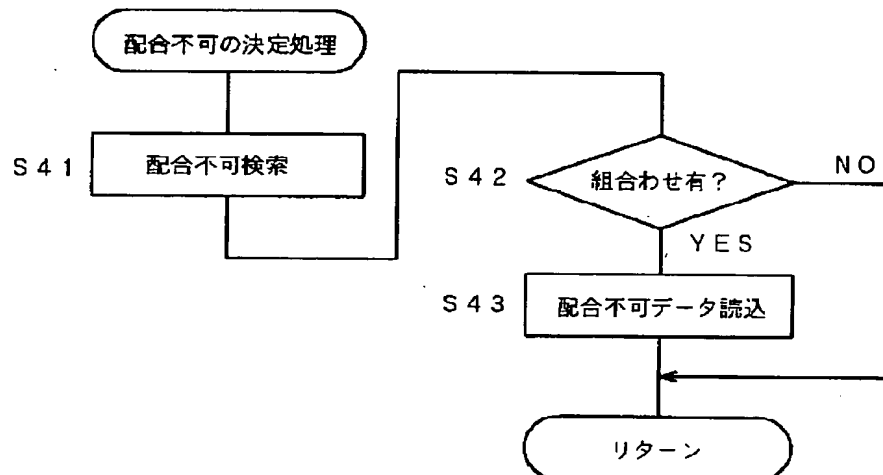 配合不可の決定処理
S41
配合不可検索
S42
組合わせ有？
NO
YES
S43
配合不可データ読込
リターン